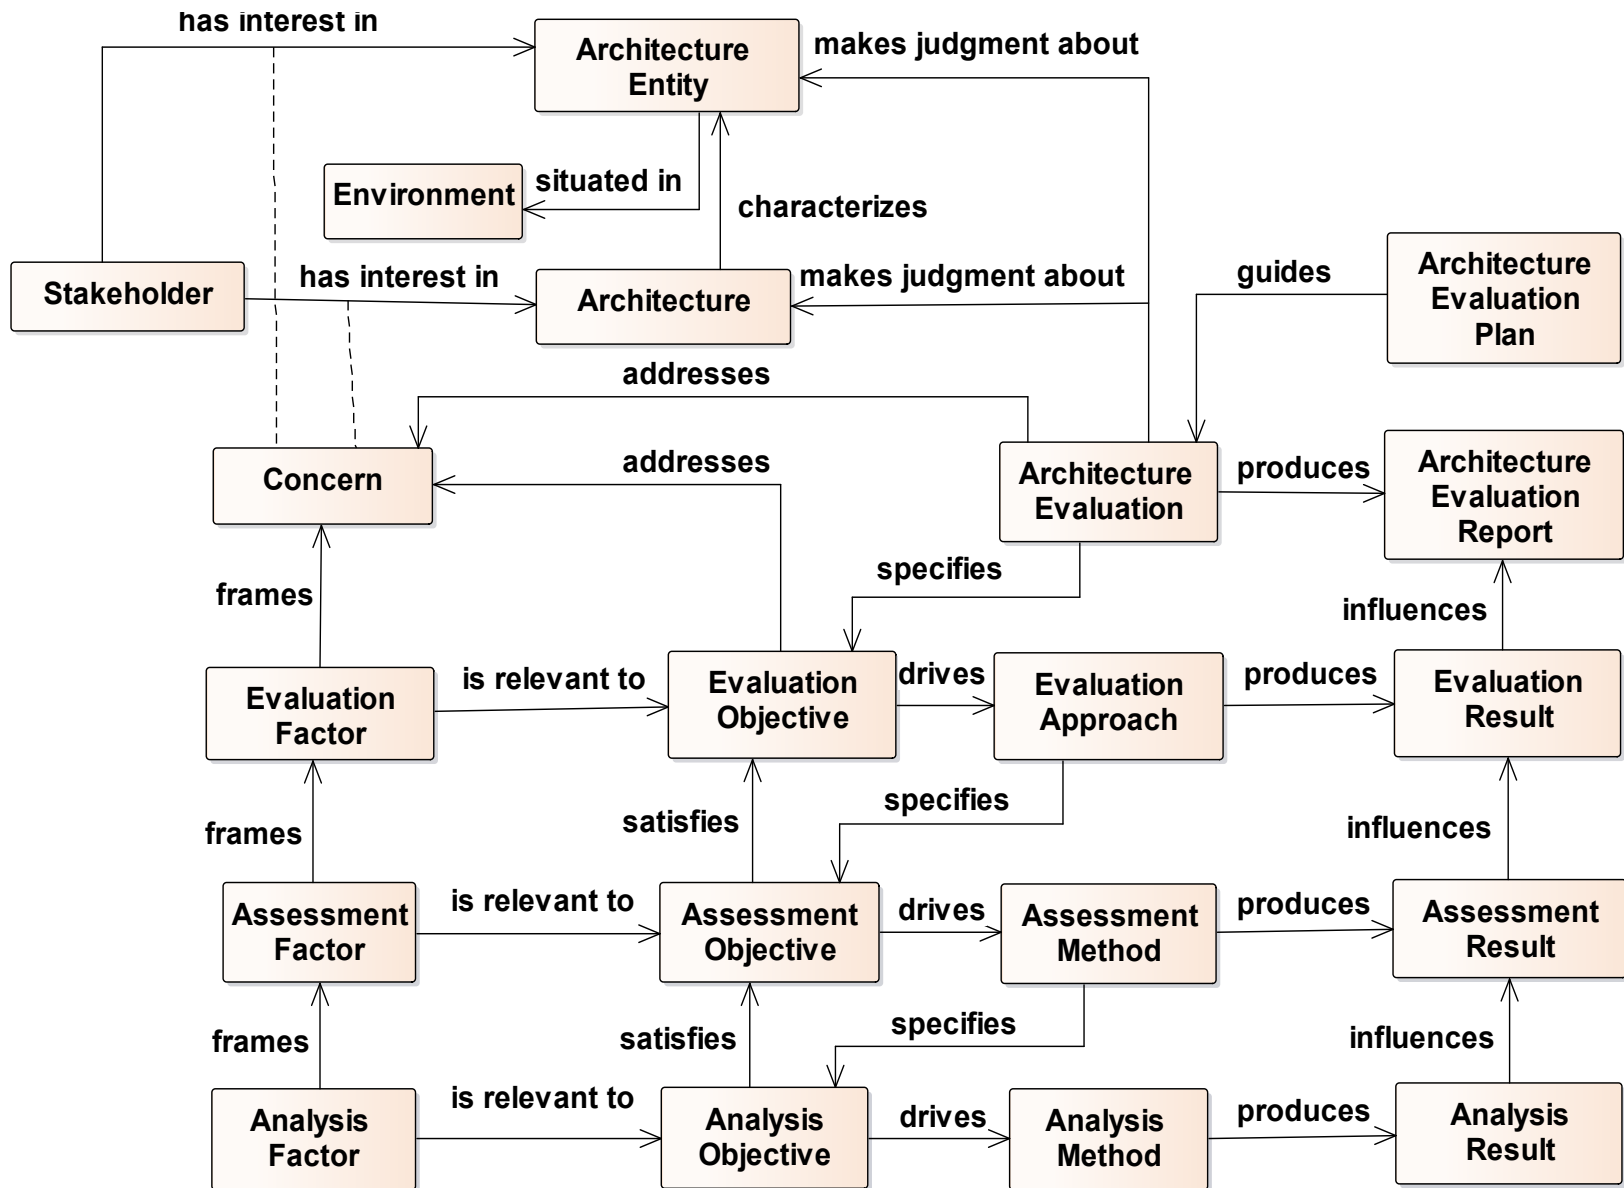 has interest in
Architecture
Entity
makes judgment about
Environment
situated in
characterizes
Stakeholder
has interest in
Architecture
makes judgment about
guides
Architecture
Evaluation
Plan
addresses
Concern
addresses
Architecture
Evaluation
produces
Architecture
Evaluation
Report
specifies
frames
influences
Evaluation
Factor
is relevant to
Evaluation
Objective
drives
Evaluation
Approach
produces
Evaluation
Result
frames
satisfies
specifies
influences
Assessment
Factor
is relevant to
Assessment
Objective
drives
Assessment
Method
produces
Assessment
Result
frames
satisfies
specifies
influences
Analysis
Factor
is relevant to
Analysis
Objective
drives
Analysis
Method
produces
Analysis
Result